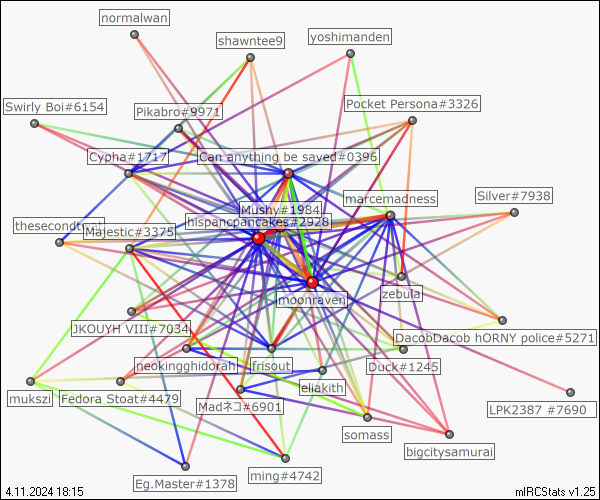 normalwan
shawntee9
yoshimanden
Swirly Boi#6154
Pikabro#9971
Pocket Persona#3326
Cypha#1717
Can anything be saved#0396
marcemadness
Silver#7938
Mushy#1984
hispancpancakes#2928
Majestic#3375
moonraven
zebula
JKOUYH VIII#7034
DacobDacob hORNY police#5271
neokingghidorah
frisout
Duck#1245
mukszi
Fedora Stoat#4479
Madネコ#6901
eliakith
LPK2387 #7690
somass
bigcitysamurai
Eg.Master#1378
ming#4742
4.11.2024 18:15
mIRCStats v1.25